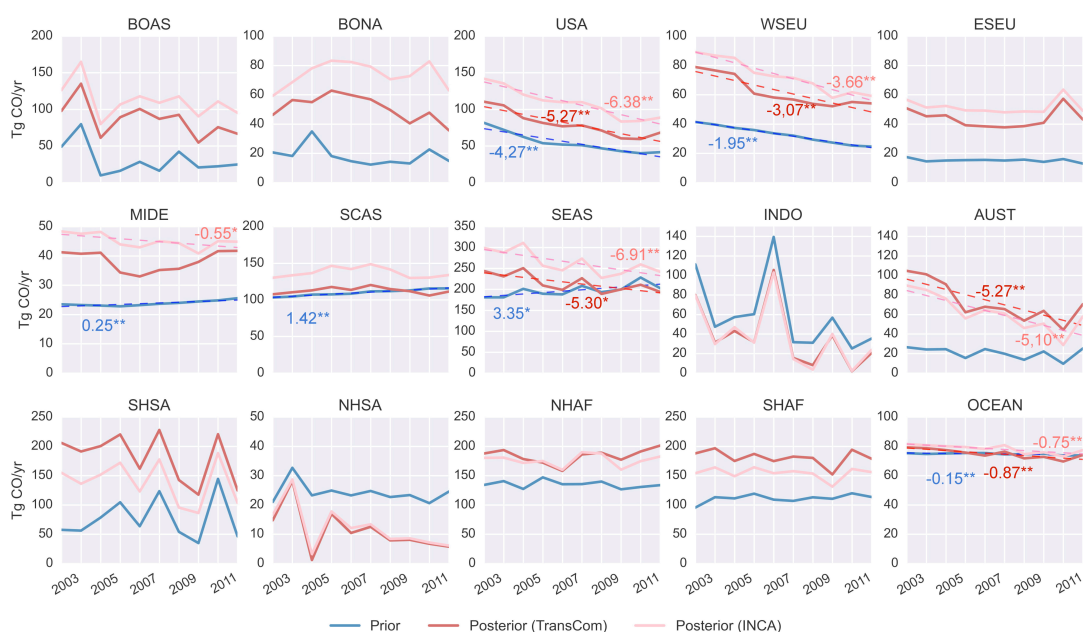 BOAS BONA USA WSEU ESEU
Tg CO/yr
200 150 100 50 0
100 80 60 40 20 0
200 150 100 50 0
100 80 60 40 20 0
100 80 60 40 20 0
-6.38**
-5,27**
-4,27**
-3.66**
-3,07**
-1.95**
MIDE SCAS SEAS INDO AUST
Tg CO/yr
50 40 30 20 10 0
200 150 100 50 0
350 300 250 200 150 100 50 0
140 120 100 80 60 40 20 0
140 120 100 80 60 40 20 0
-0.55*
0.25**
1.42**
-6.91**
-5.30*
3.35*
-5.27**
-5,10**
SHSA NHSA NHAF SHAF OCEAN
Tg CO/yr
250 200 150 100 50 0
50 40 30 20 10 0
250 200 150 100 50 0
250 200 150 100 50 0
100 80 60 40 20 0
-0.75**
-0.15**
-0.87**
2003 2005 2007 2009 2011
2003 2005 2007 2009 2011
2003 2005 2007 2009 2011
2003 2005 2007 2009 2011
2003 2005 2007 2009 2011
Prior Posterior (TransCom) Posterior (INCA)